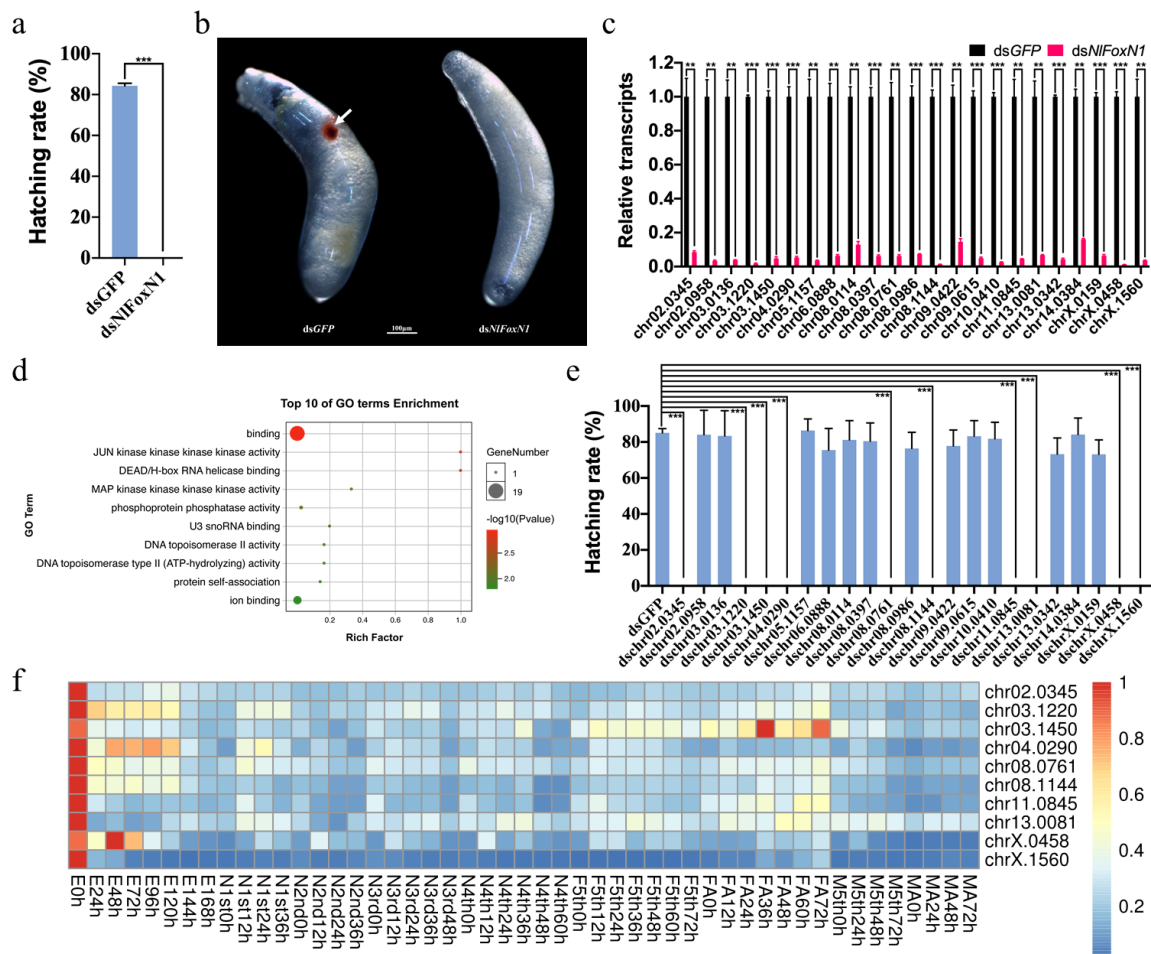 a
Hatching rate (%)
100
80
60
40
20
0
***
dsGFP
dsNlFoxN1
b
dsGFP
100μm
dsNlFoxN1
c
dsGFP
dsNlFoxN1
Relative transcripts
1.2
1.0
0.8
0.6
0.4
0.2
0.0
** ** ** *** *** *** ** ** *** *** ** ** *** ** *** *** ** ** *** ** *** *** **
chr02.0345
chr02.0958
chr03.0136
chr03.1220
chr03.1450
chr04.0290
chr05.1157
chr06.0888
chr08.0114
chr08.0397
chr08.0761
chr08.0986
chr08.1144
chr09.0422
chr09.0615
chr10.0410
chr11.0845
chr13.0081
chr13.0342
chr14.0384
chrX.0159
chrX.0458
chrX.1560
d
Top 10 of GO terms Enrichment
GO Term
binding
JUN kinase kinase kinase kinase activity
DEAD/H-box RNA helicase binding
MAP kinase kinase kinase kinase activity
phosphoprotein phosphatase activity
U3 snoRNA binding
DNA topoisomerase II activity
DNA topoisomerase type II (ATP-hydrolyzing) activity
protein self-association
ion binding
0.2 0.4 0.6 0.8 1.0
Rich Factor
GeneNumber
1
19
-log10(Pvalue)
2.5
2.0
e
Hatching rate (%)
100
80
60
40
20
0
*** *** *** *** *** *** *** *** *** ***
dsGFP
dschr02.0345
dschr02.0958
dschr03.0136
dschr03.1220
dschr03.1450
dschr04.0290
dschr05.1157
dschr06.0888
dschr08.0114
dschr08.0397
dschr08.0761
dschr08.0986
dschr08.1144
dschr09.0422
dschr09.0615
dschr10.0410
dschr11.0845
dschr13.0081
dschr13.0342
dschr14.0384
dschrX.0159
dschrX.0458
dschrX.1560
f
chr02.0345
chr03.1220
chr03.1450
chr04.0290
chr08.0761
chr08.1144
chr11.0845
chr13.0081
chrX.0458
chrX.1560
1
0.8
0.6
0.4
0.2
E0h
E24h
E48h
E72h
E96h
E120h
E144h
E168h
N1st0h
N1st12h
N1st24h
N1st36h
N2nd0h
N2nd12h
N2nd24h
N2nd36h
N3rd0h
N3rd12h
N3rd24h
N3rd36h
N3rd48h
N4th0h
N4th12h
N4th24h
N4th36h
N4th48h
N4th60h
F5th0h
F5th12h
F5th24h
F5th48h
F5th60h
F5th72h
FA0h
FA12h
FA24h
FA36h
FA48h
FA60h
FA72h
M5th0h
M5th24h
M5th48h
M5th72h
MA0h
MA24h
MA48h
MA72h